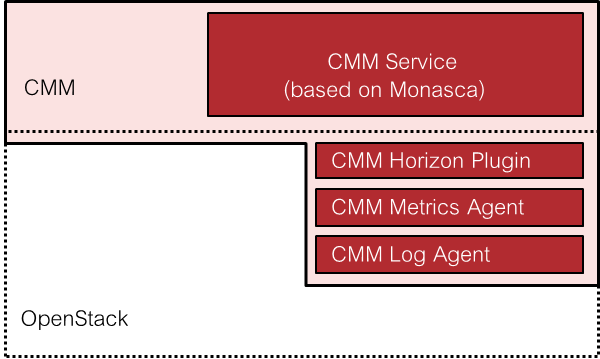 CMM Service
(based on Monasca)
CMM
CMM Horizon Plugin
CMM Metrics Agent
CMM Log Agent
OpenStack